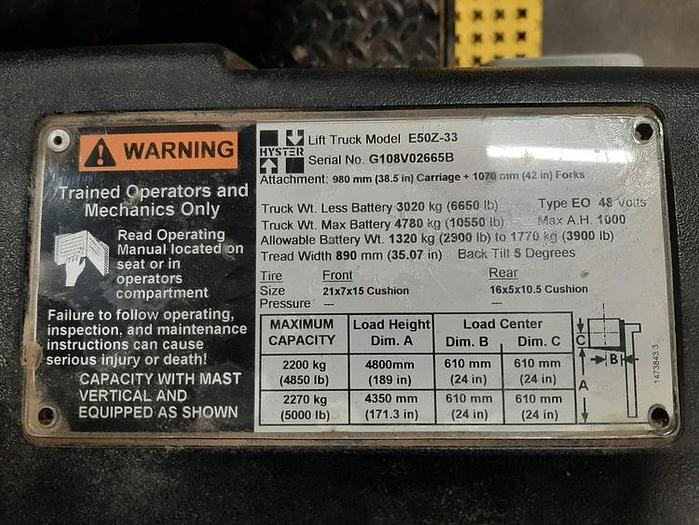 WARNING
Trained Operators and
Mechanics Only
Read Operating
Manual located on
seat or in
operators
compartment
Failure to follow operating,
inspection, and maintenance
instructions can cause
serious injury or death!
CAPACITY WITH MAST
VERTICAL AND
EQUIPPED AS SHOWN
HYSTER
Lift Truck Model E50Z-33
Serial No. G108V02665B
Attachment: 980 mm (38.5 in) Carriage + 1070 mm (42 in) Forks
Truck Wt. Less Battery 3020 kg (6650 lb) Type EO 48 Volts
Truck Wt. Max Battery 4780 kg (10550 lb) Max A.H. 1000
Allowable Battery Wt. 1320 kg (2900 lb) to 1770 kg (3900 lb)
Tread Width 890 mm (35.07 in) Back Tilt 5 Degrees
Tire Front Rear
Size 21x7x15 Cushion 16x5x10.5 Cushion
Pressure --- ---
MAXIMUM Load Height Load Center
CAPACITY Dim. A Dim. B Dim. C
2200 kg 4800mm 610 mm 610 mm
(4850 lb) (189 in) (24 in) (24 in)
2270 kg 4350 mm 610 mm 610 mm
(5000 lb) (171.3 in) (24 in) (24 in)
C
B
A
1473843 3